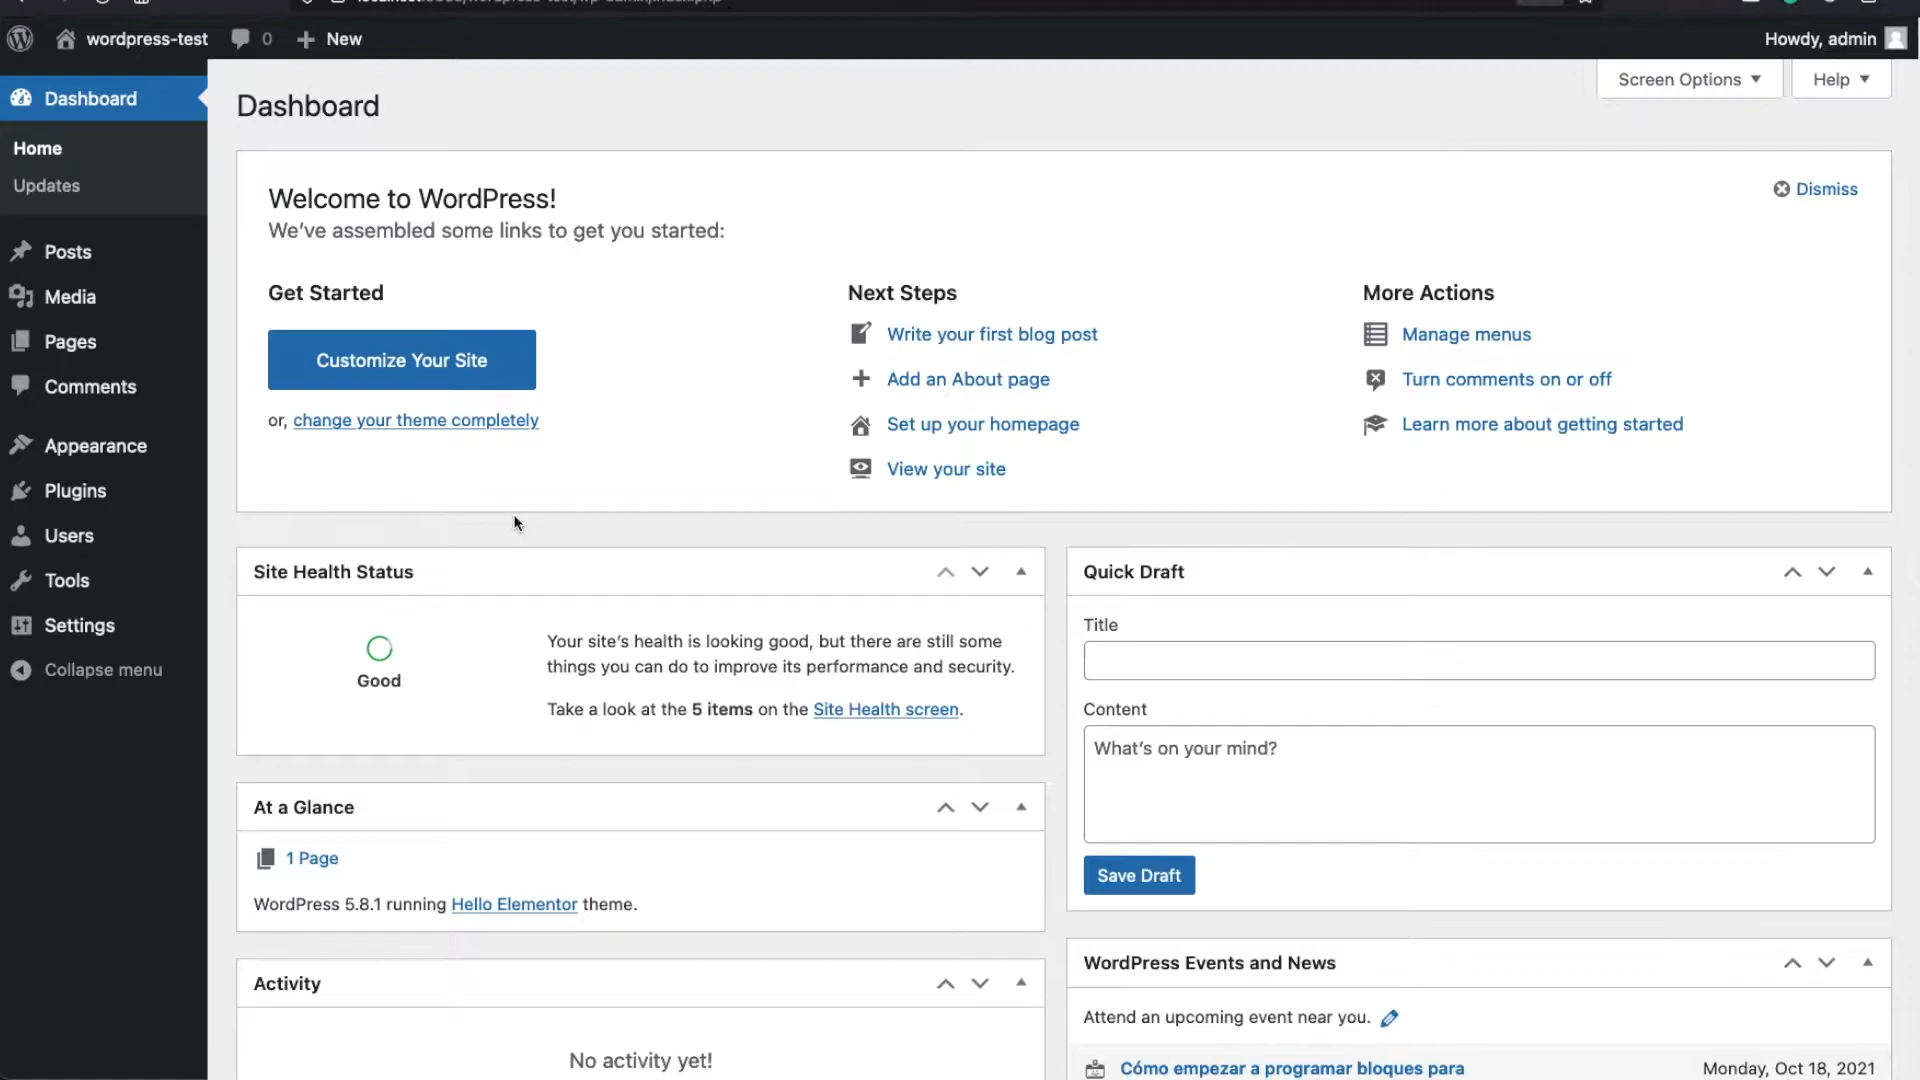 wordpress-test
0
New
Howdy, admin
Screen Options
Help
Dashboard
Home
Updates
Posts
Media
Pages
Comments
Appearance
Plugins
Users
Tools
Settings
Collapse menu
Dashboard
Welcome to WordPress!
We've assembled some links to get you started:
Dismiss
Get Started
Customize Your Site
or, change your theme completely
Next Steps
Write your first blog post
Add an About page
Set up your homepage
View your site
More Actions
Manage menus
Turn comments on or off
Learn more about getting started
Site Health Status
Good
Your site's health is looking good, but there are still some
things you can do to improve its performance and security.
Take a look at the 5 items on the Site Health screen.
At a Glance
1 Page
WordPress 5.8.1 running Hello Elementor theme.
Activity
No activity yet!
Quick Draft
Title
Content
What's on your mind?
Save Draft
WordPress Events and News
Attend an upcoming event near you.
Cómo empezar a programar bloques para
Monday, Oct 18, 2021